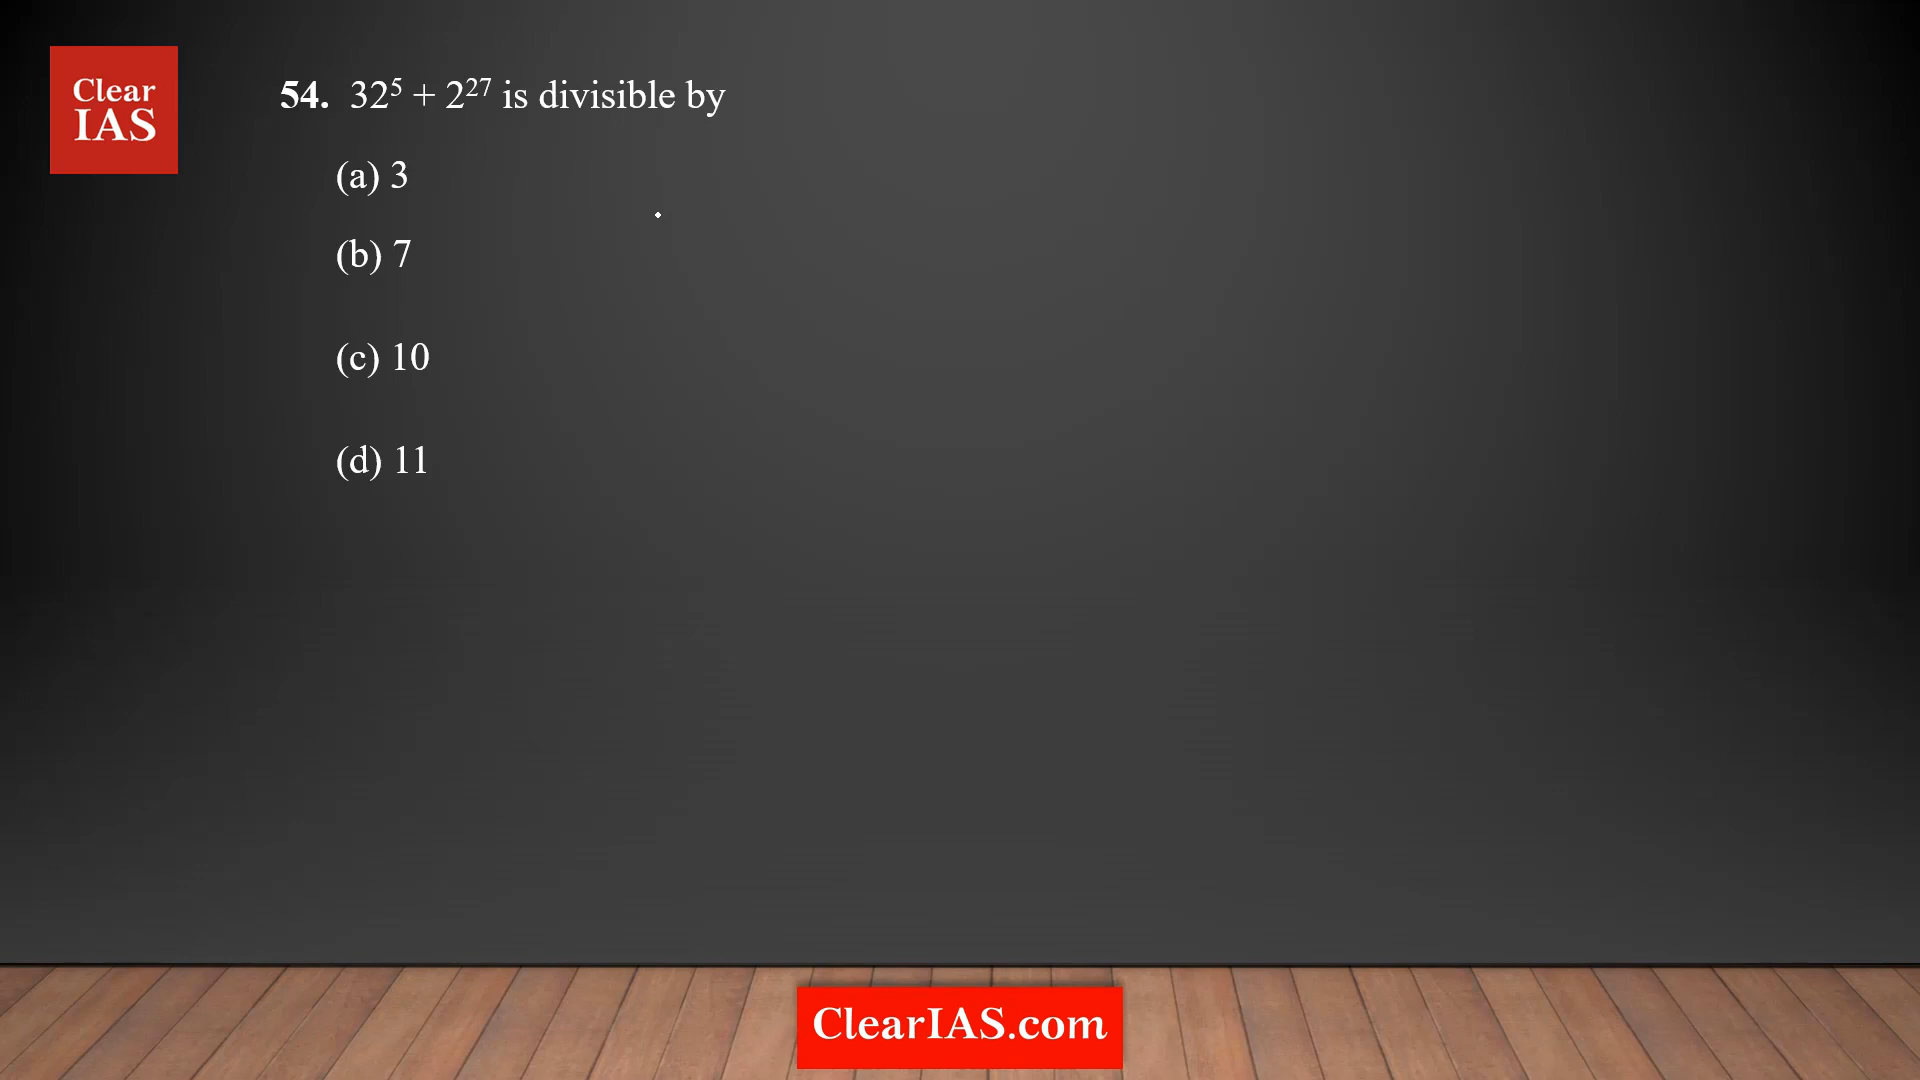 Clear
IAS
54. 32⁵ + 2²⁷ is divisible by
(a) 3
(b) 7
(c) 10
(d) 11
ClearIAS.com